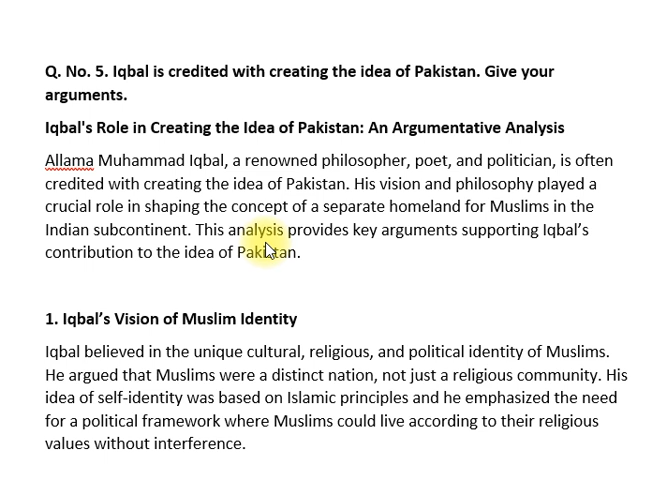 Q. No. 5. Iqbal is credited with creating the idea of Pakistan. Give your
arguments.
Iqbal's Role in Creating the Idea of Pakistan: An Argumentative Analysis
Allama Muhammad Iqbal, a renowned philosopher, poet, and politician, is often
credited with creating the idea of Pakistan. His vision and philosophy played a
crucial role in shaping the concept of a separate homeland for Muslims in the
Indian subcontinent. This analysis provides key arguments supporting Iqbal’s
contribution to the idea of Pakistan.
1. Iqbal’s Vision of Muslim Identity
Iqbal believed in the unique cultural, religious, and political identity of Muslims.
He argued that Muslims were a distinct nation, not just a religious community. His
idea of self-identity was based on Islamic principles and he emphasized the need
for a political framework where Muslims could live according to their religious
values without interference.